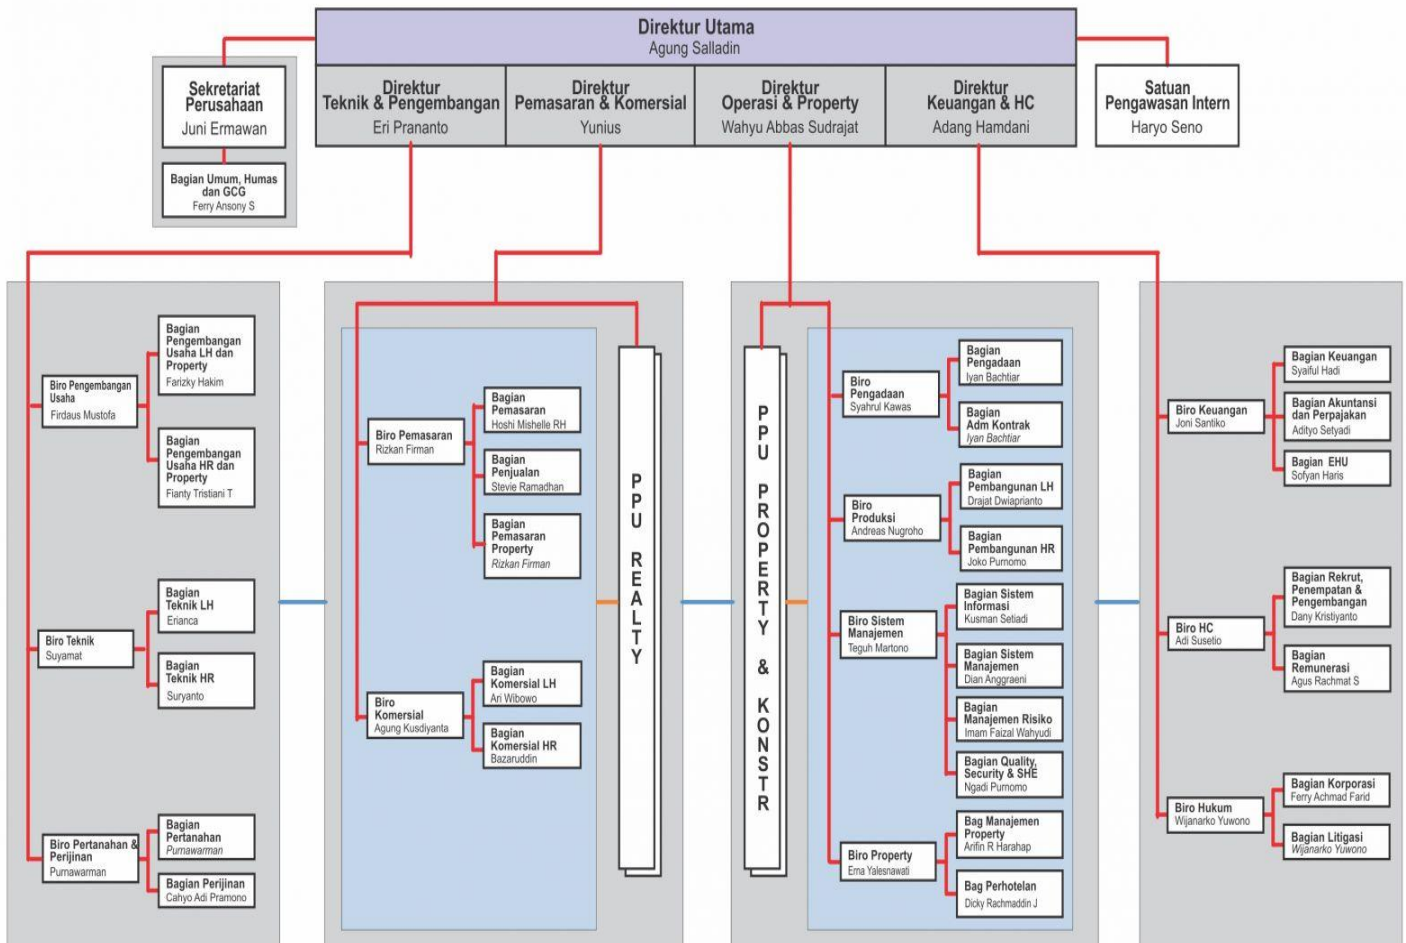 Direktur Utama
Agung Salladin
Sekretariat
Perusahaan
Juni Ermawan
Direktur
Teknik & Pengembangan
Eri Prananto
Direktur
Pemasaran & Komersial
Yunius
Direktur
Operasi & Property
Wahyu Abbas Sudrajat
Direktur
Keuangan & HC
Adang Hamdani
Satuan
Pengawasan Intern
Haryo Seno
Bagian Umum, Humas
dan GCG
Ferry Ansony S
Biro Pengembangan
Usaha
Firdaus Mustofa
Bagian
Pengembangan
Usaha LH dan
Property
Farizky Hakim
Bagian
Pengembangan
Usaha HR dan
Property
Fianty Tristiani T
Biro Teknik
Suyamat
Bagian
Teknik LH
Erianca
Bagian
Teknik HR
Suryanto
Biro Pertanahan &
Perijinan
Purnawarman
Bagian
Pertanahan
Purnawarman
Bagian Perijinan
Cahyo Adi Pramono
Biro Pemasaran
Rizkan Firman
Bagian
Pemasaran
Hoshi Mishelle RH
Bagian
Penjualan
Stevie Ramadhan
Bagian
Pemasaran
Property
Rizkan Firman
Biro
Komersial
Agung Kusdiyanta
Bagian
Komersial LH
Ari Wibowo
Bagian
Komersial HR
Bazaruddin
PPU REALTY
PPU PROPERTY & KONSTR
Biro
Pengadaan
Syahrul Kawas
Bagian
Pengadaan
Iyan Bachtiar
Bagian
Adm Kontrak
Iyan Bachtiar
Biro
Produksi
Andreas Nugroho
Bagian
Pembangunan LH
Drajat Dwiaprianto
Bagian
Pembangunan HR
Joko Purnomo
Biro Sistem
Manajemen
Teguh Martono
Bagian Sistem
Informasi
Kusman Setiadi
Bagian Sistem
Manajemen
Dian Anggraeni
Bagian
Manajemen Risiko
Imam Faizal Wahyudi
Bagian Quality,
Security & SHE
Ngadi Purnomo
Biro Property
Erna Yalesnawati
Bag Manajemen
Property
Arifin R Harahap
Bag Perhotelan
Dicky Rachmaddin J
Biro Keuangan
Joni Santiko
Bagian Keuangan
Syaiful Hadi
Bagian Akuntansi
dan Perpajakan
Adityo Setyadi
Bagian EHU
Sofyan Haris
Biro HC
Adi Susetio
Bagian Rekrut,
Penempatan &
Pengembangan
Dany Kristiyanto
Bagian
Remunerasi
Agus Rachmat S
Biro Hukum
Wijanarko Yuwono
Bagian Korporasi
Ferry Achmad Farid
Bagian Litigasi
Wijanarko Yuwono